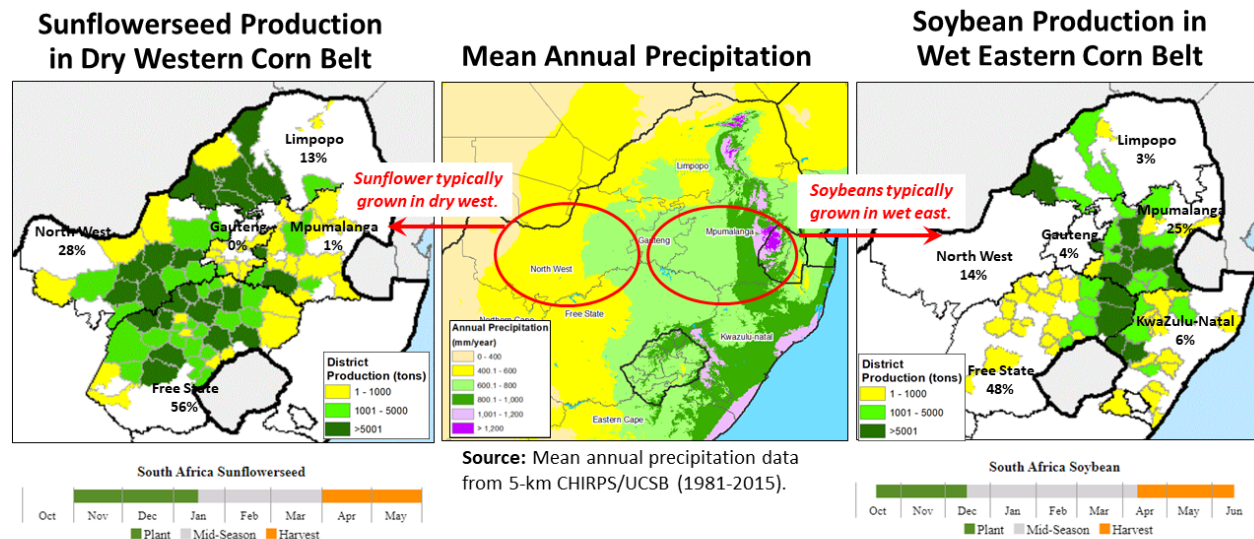 Sunflowerseed Production
in Dry Western Corn Belt
Limpopo
13%
North West
28%
Gauteng
0%
Mpumalanga
1%
Free State
56%
District
Production (tons)
1 - 1000
1001 - 5000
>5001
South Africa Sunflowerseed
Oct Nov Dec Jan Feb Mar Apr May
Plant Mid-Season Harvest
Sunflower typically
grown in dry west.
Mean Annual Precipitation
Limpopo
Gauteng
Mpumalanga
North West
Northern Cape
Free State
Kwazulu-natal
Eastern Cape
Annual Precipitation
(mm/year)
0 - 400
400.1 - 600
600.1 - 800
800.1 - 1,000
1,001 - 1,200
> 1,200
Source: Mean annual precipitation data
from 5-km CHIRPS/UCSB (1981-2015).
Soybeans typically
grown in wet east.
Soybean Production in
Wet Eastern Corn Belt
Limpopo
3%
Mpumalanga
25%
Gauteng
4%
North West
14%
KwaZulu-Natal
6%
Free State
48%
District
Production (tons)
1 - 1000
1001 - 5000
>5001
South Africa Soybean
Oct Nov Dec Jan Feb Mar Apr May Jun
Plant Mid-Season Harvest